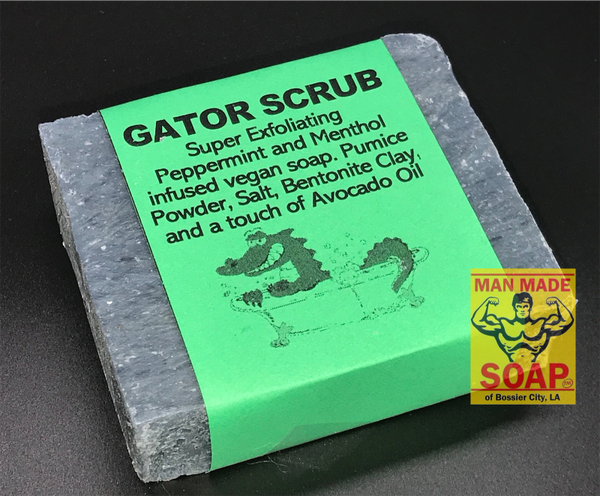 GATOR SCRUB
Super Exfoliating
Peppermint and Menthol
infused vegan soap. Pumice
Powder, Salt, Bentonite Clay,
and a touch of Avocado Oil
MAN MADE
SOAP
of Bossier City, LA